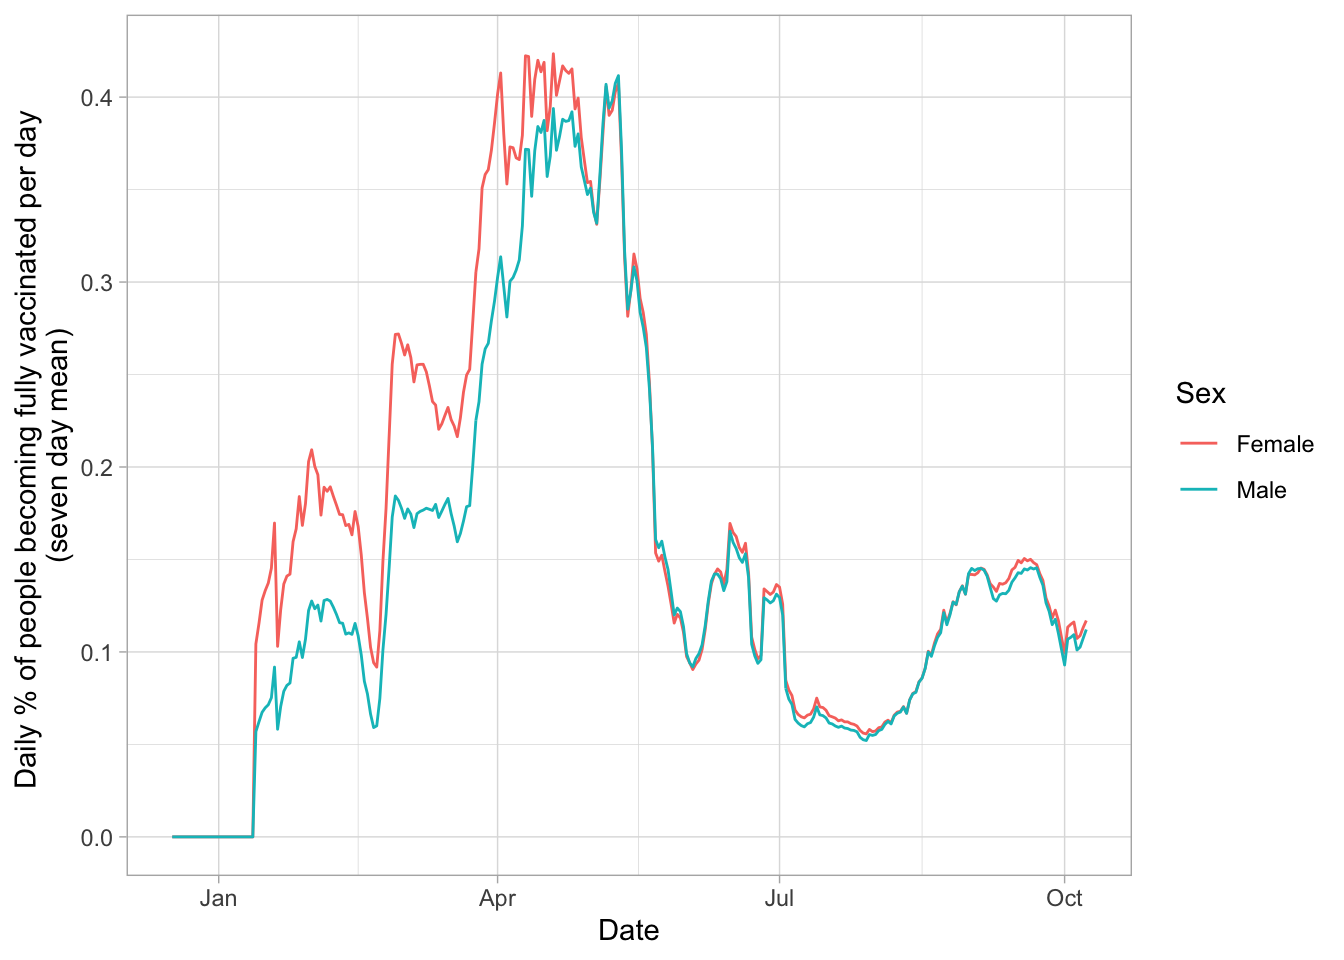 Daily % of people becoming fully vaccinated per day
(seven day mean)
0.4
0.3
0.2
0.1
0.0
Jan
Apr
Jul
Oct
Date
Sex
Female
Male